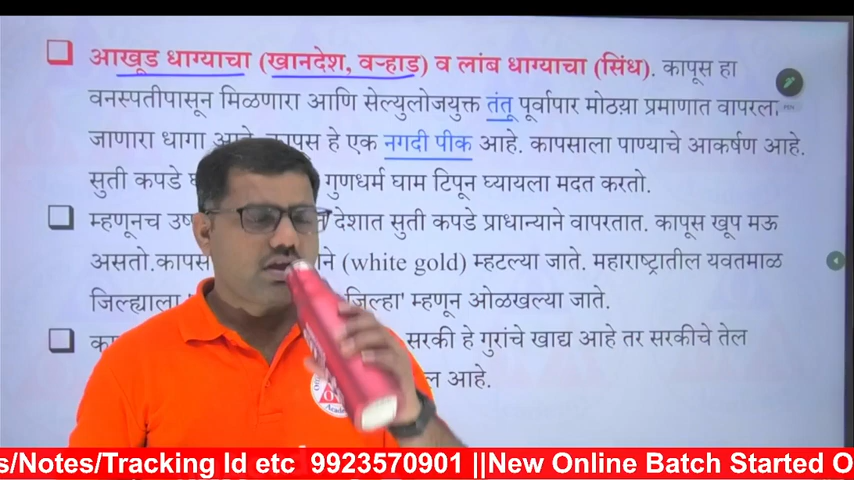 आखूड धाग्याचा (खानदेश, वऱ्हाड) व लांब धाग्याचा (सिंध). कापूस हा
वनस्पतीपासून मिळणारा आणि सेल्युलोजयुक्त तंतू पूर्वापार मोठ्या प्रमाणात वापरला
PEN
जाणारा धागा आहे. कापस हे एक नगदी पीक आहे. कापसाला पाण्याचे आकर्षण आहे.
सुती कपडे गुणधर्म घाम टिपून घ्यायला मदत करतो.
म्हणूनच उष्ण देशात सुती कपडे प्राधान्याने वापरतात. कापूस खूप मऊ
असतो.कापस (white gold) म्हटल्या जाते. महाराष्ट्रातील यवतमाळ
जिल्ह्याला जिल्हा' म्हणून ओळखल्या जाते.
सरकी हे गुरांचे खाद्य आहे तर सरकीचे तेल
आहे.
s/Notes/Tracking Id etc 9923570901 ||New Online Batch Started O